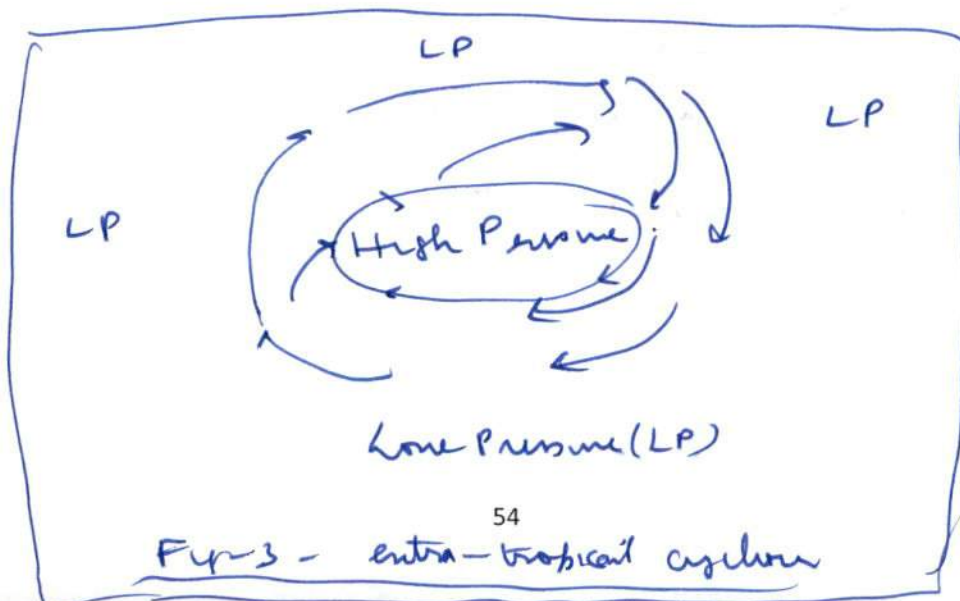 LP
LP
LP
High Pressure
Low Pressure (LP)
54
Fig-3 - extra-tropical cyclone